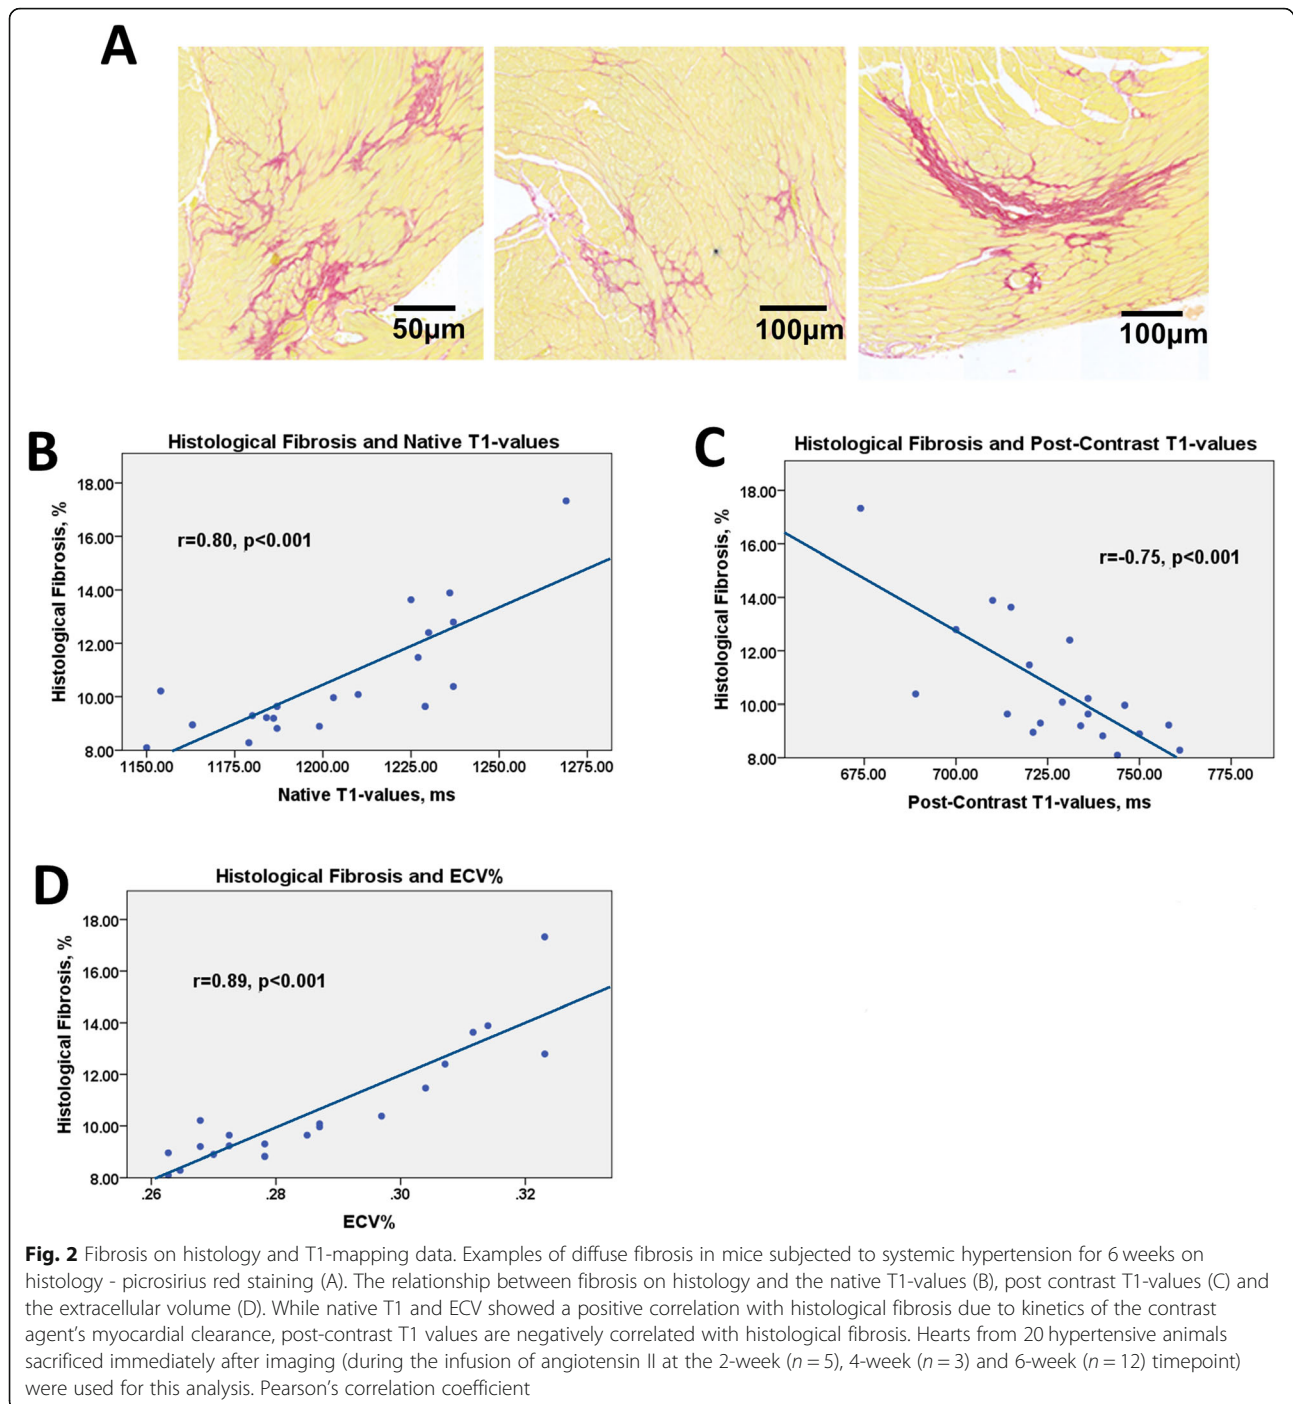 A
50µm
100µm
100µm
B
Histological Fibrosis and Native T1-values
Histological Fibrosis, %
18.00
16.00
14.00
12.00
10.00
8.00
r=0.80, p<0.001
1150.00 1175.00 1200.00 1225.00 1250.00 1275.00
Native T1-values, ms
C
Histological Fibrosis and Post-Contrast T1-values
Histological Fibrosis, %
18.00
16.00
14.00
12.00
10.00
8.00
r=-0.75, p<0.001
675.00 700.00 725.00 750.00 775.00
Post-Contrast T1-values, ms
D
Histological Fibrosis and ECV%
Histological Fibrosis, %
18.00
16.00
14.00
12.00
10.00
8.00
r=0.89, p<0.001
.26 .28 .30 .32
ECV%
Fig. 2 Fibrosis on histology and T1-mapping data. Examples of diffuse fibrosis in mice subjected to systemic hypertension for 6 weeks on
histology - picrosirius red staining (A). The relationship between fibrosis on histology and the native T1-values (B), post contrast T1-values (C) and
the extracellular volume (D). While native T1 and ECV showed a positive correlation with histological fibrosis due to kinetics of the contrast
agent's myocardial clearance, post-contrast T1 values are negatively correlated with histological fibrosis. Hearts from 20 hypertensive animals
sacrificed immediately after imaging (during the infusion of angiotensin II at the 2-week (n = 5), 4-week (n = 3) and 6-week (n = 12) timepoint)
were used for this analysis. Pearson's correlation coefficient